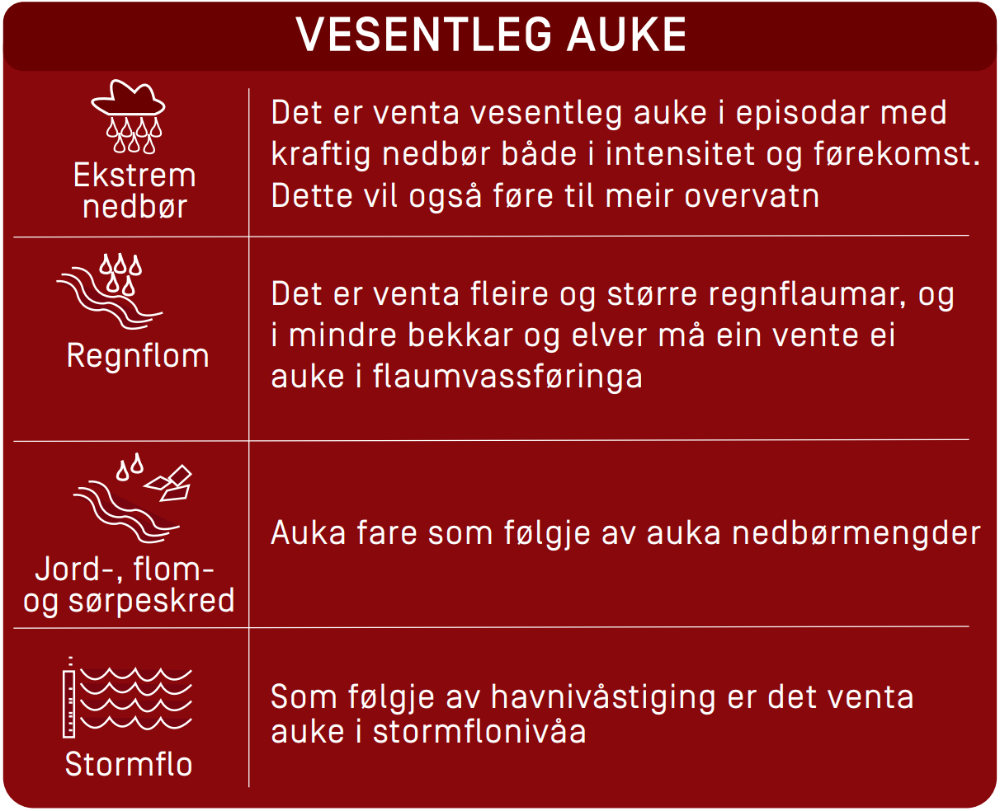 VESENTLEG AUKE
Ekstrem
nedbør
Det er venta vesentleg auke i episodar med
kraftig nedbør både i intensitet og førekomst.
Dette vil også føre til meir overvatn
Regnflom
Det er venta fleire og større regnflaumar, og
i mindre bekkar og elver må ein vente ei
auke i flaumvassføringa
Jord-, flom-
og sørpeskred
Auka fare som følgje av auka nedbørmengder
Stormflo
Som følgje av havnivåstiging er det venta
auke i stormflonivåa